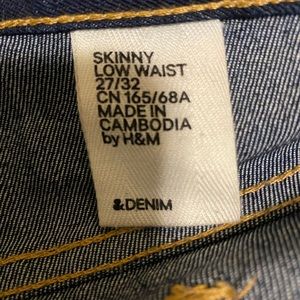 SKINNY
LOW WAIST
27/32
CN 165/68A
MADE IN
CAMBODIA
by H&M
&DENIM